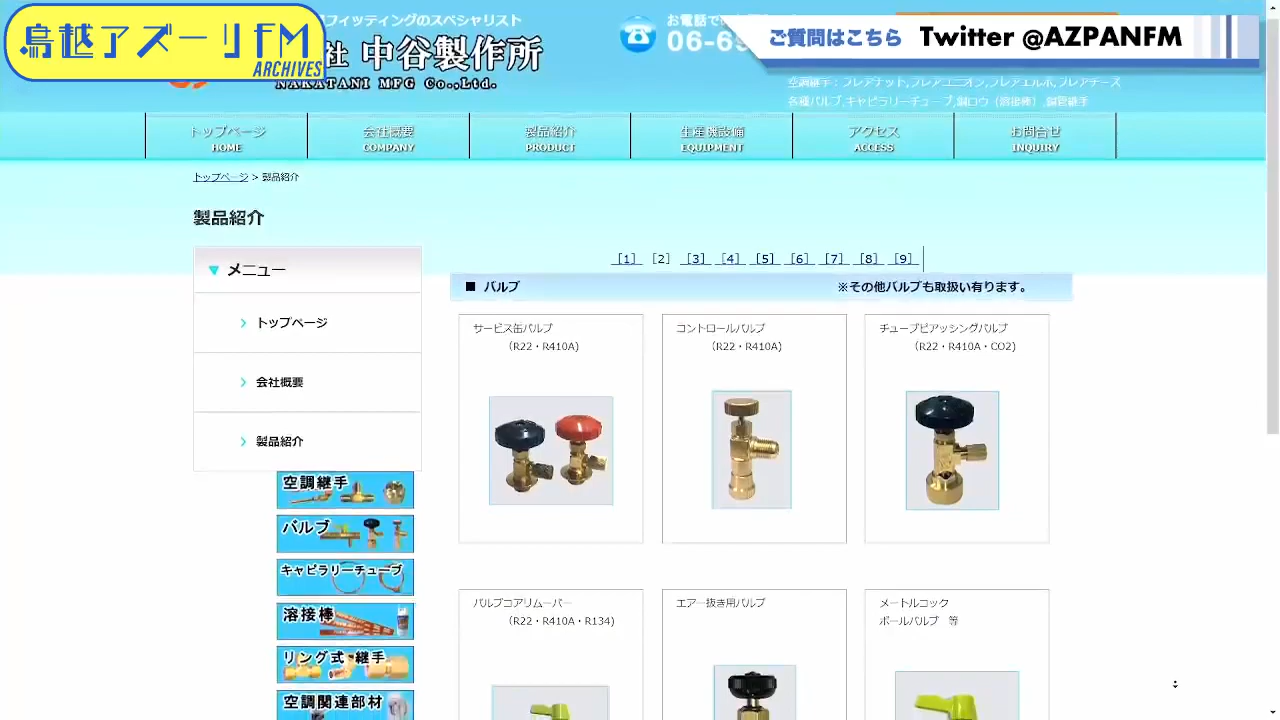 鳥越アズーリFM
ARCHIVES
フィッティングのスペシャリスト
社 中谷製作所
NAKATANI MFG Co.,Ltd.
お電話で
06-69
ご質問はこちら Twitter @AZPANFM
空調継手：フレアナット,フレアユニオン,フレアエルボ,フレアチーズ
各種バルブ,キャピラリーチューブ,銅ロウ（溶接棒）,銅管継手
トップページ
HOME
会社概要
COMPANY
製品紹介
PRODUCT
生産機設備
EQUIPMENT
アクセス
ACCESS
お問合せ
INQUIRY
トップページ > 製品紹介
製品紹介
メニュー
トップページ
会社概要
製品紹介
空調継手
バルブ
キャピラリーチューブ
溶接棒
リング式 継手
空調関連部材
[1] [2] [3] [4] [5] [6] [7] [8] [9]
■ バルブ ※その他バルブも取扱い有ります。
サービス缶バルブ
（R22・R410A)
コントロールバルブ
（R22・R410A)
チューブピアッシングバルブ
（R22・R410A・CO2)
バルブコアリムーバー
（R22・R410A・R134)
エアー抜き用バルブ
メートルコック
ボールバルブ 等